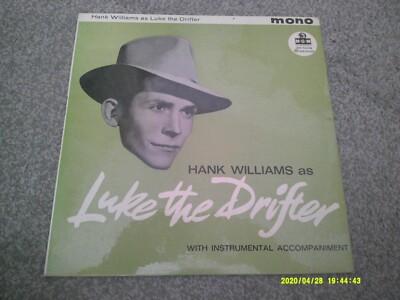 Hank Williams as Luke the Drifter
mono
MGM
HANK WILLIAMS as
Luke the Drifter
WITH INSTRUMENTAL ACCOMPANIMENT
2020/04/28 19:44:43